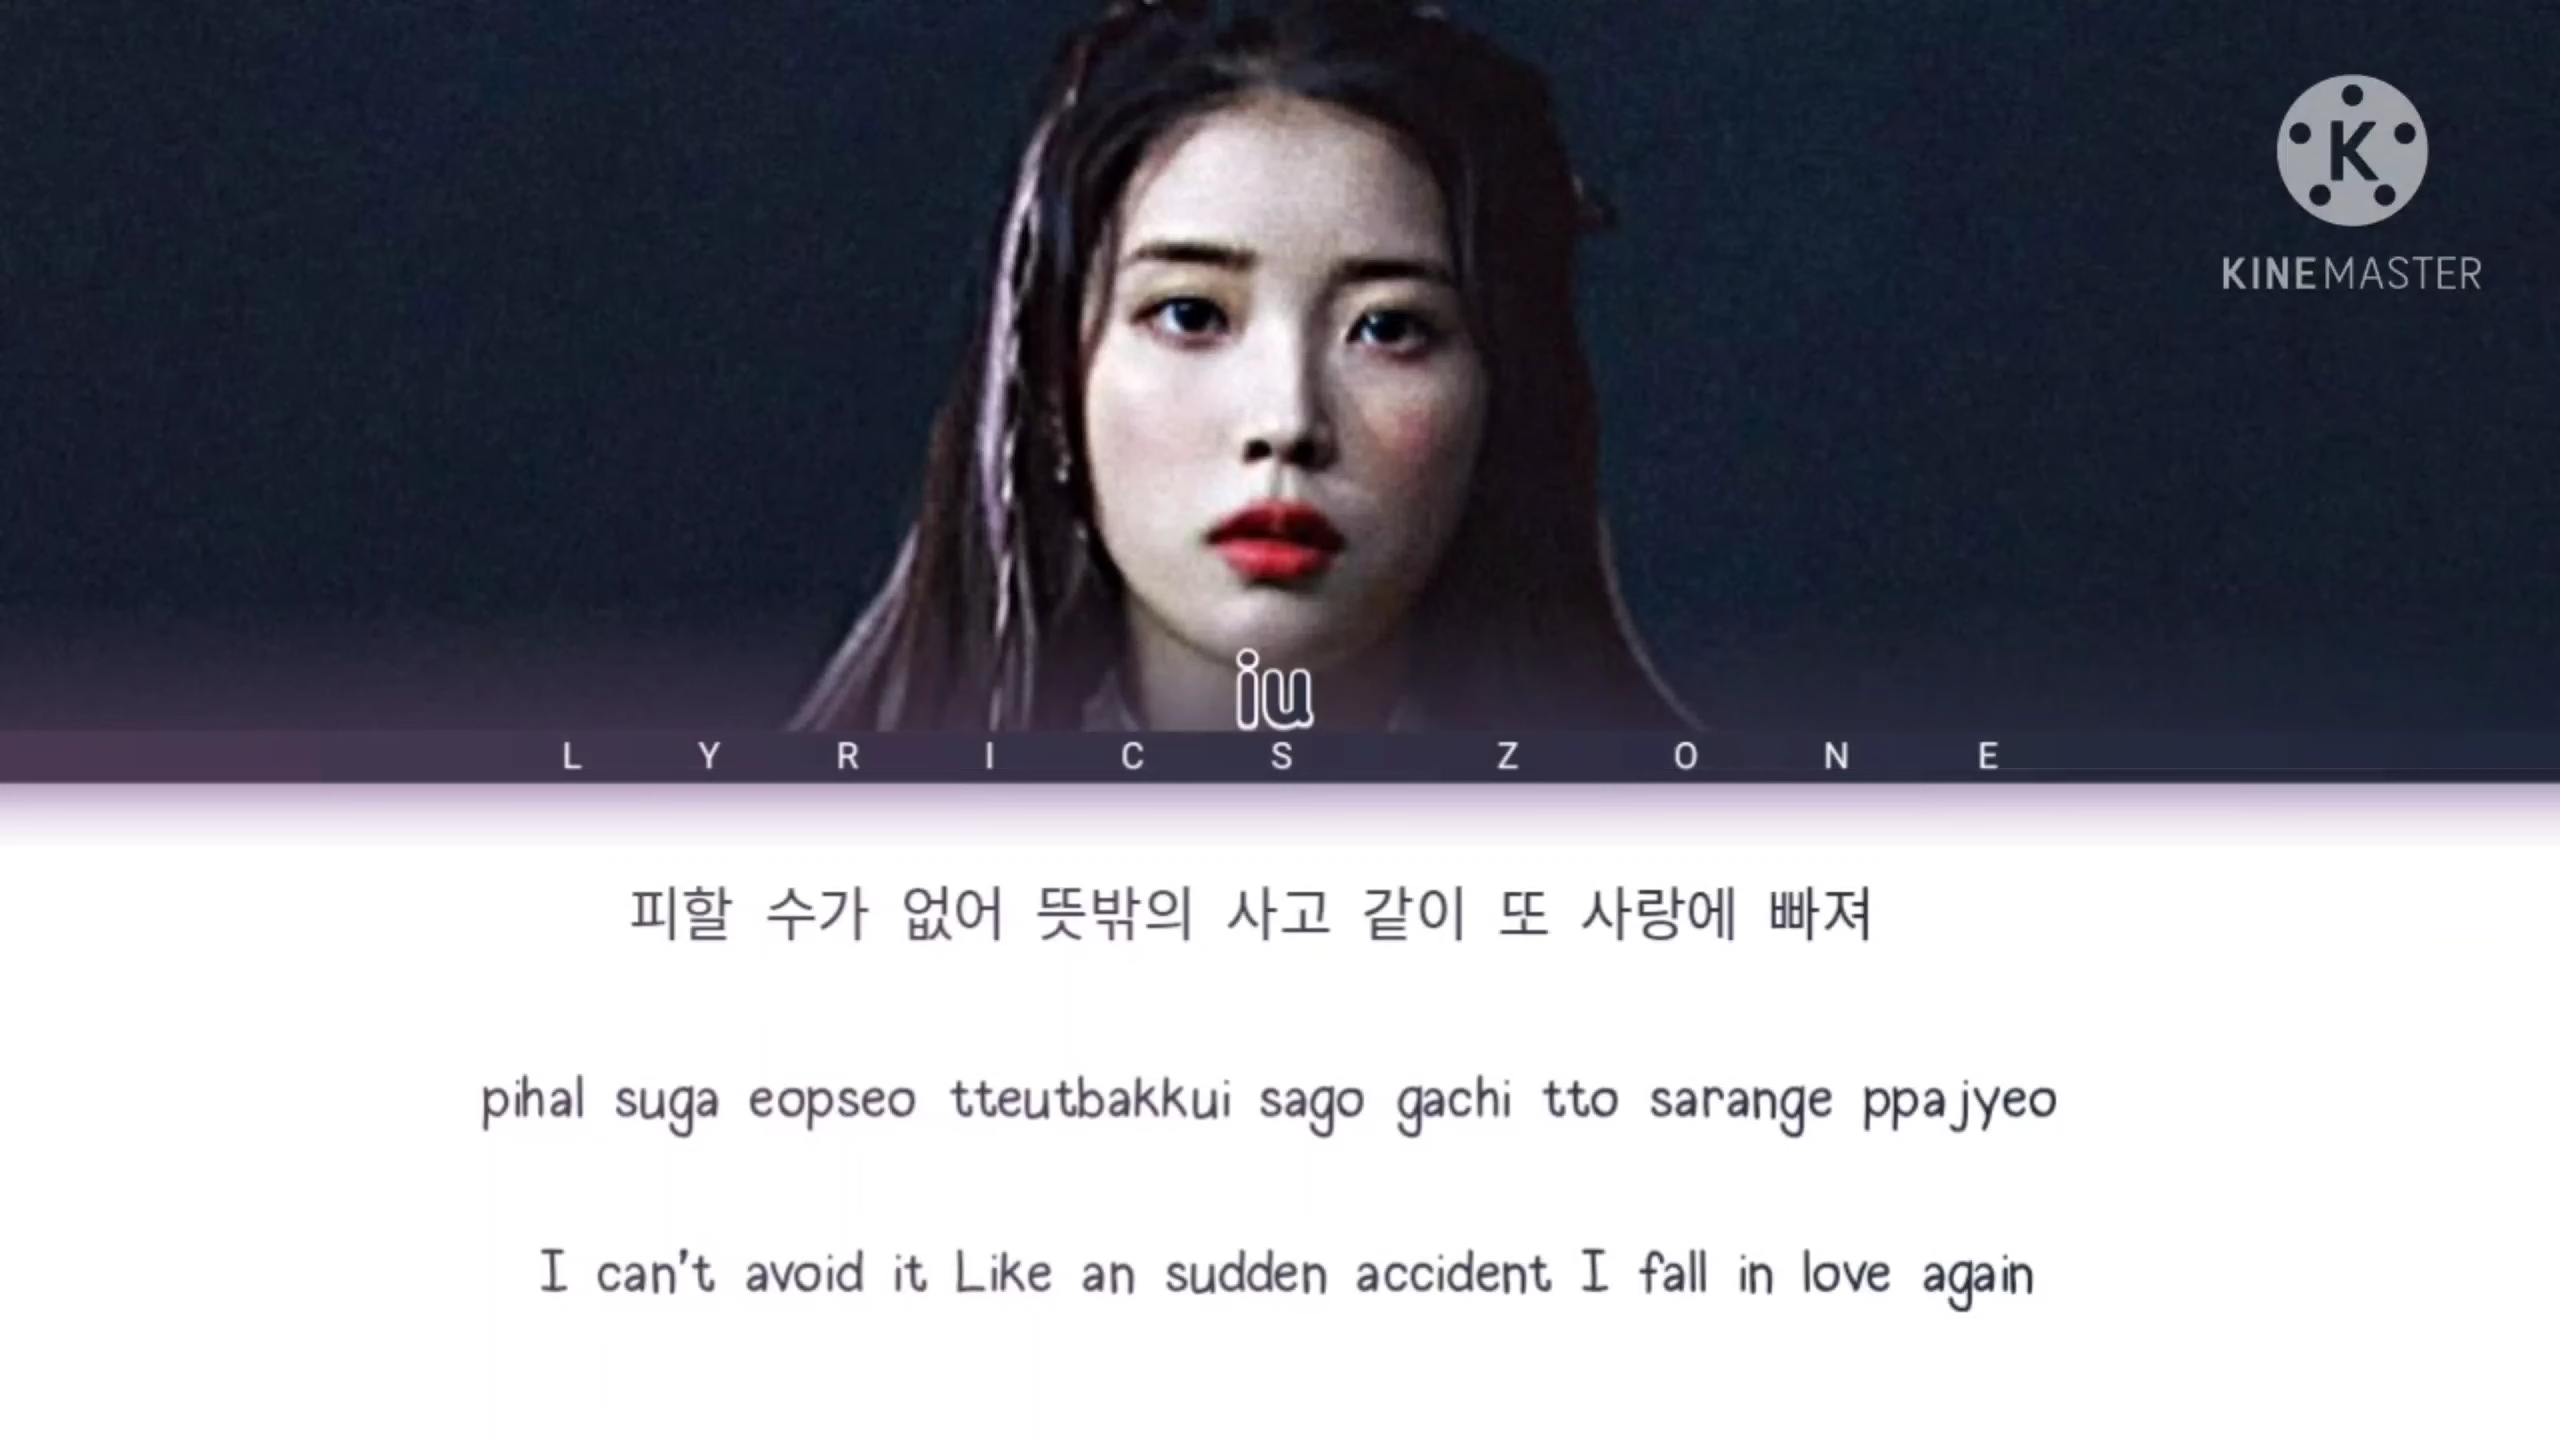 K
KINEMASTER
iu
LYRICS ZONE
피할 수가 없어 뜻밖의 사고 같이 또 사랑에 빠져
pihal suga eopseo tteutbakkui sago gachi tto sarange ppajyeo
I can't avoid it Like an sudden accident I fall in love again